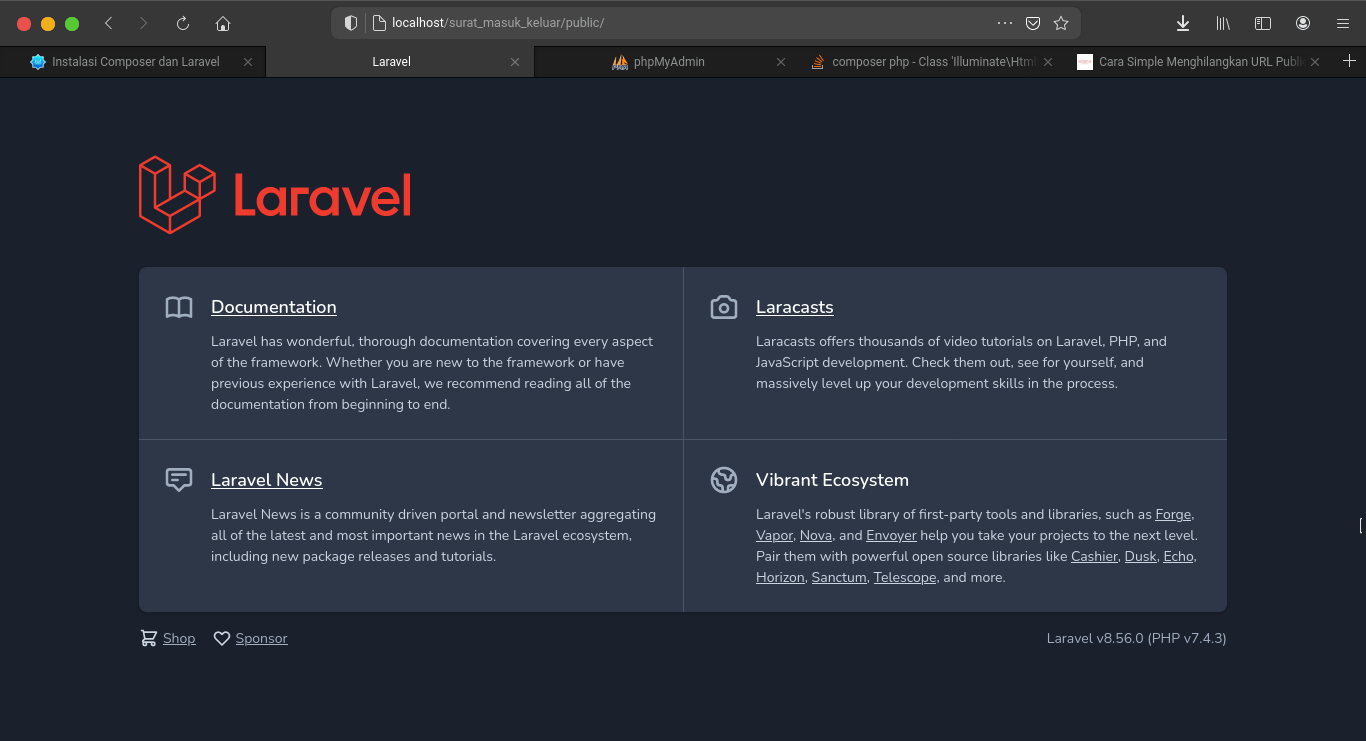 localhost/surat_masuk_keluar/public/
Instalasi Composer dan Laravel
Laravel
phpMyAdmin
composer php - Class 'Illuminate\Html
Cara Simple Menghilangkan URL Publi
Laravel
Documentation
Laravel has wonderful, thorough documentation covering every aspect
of the framework. Whether you are new to the framework or have
previous experience with Laravel, we recommend reading all of the
documentation from beginning to end.
Laracasts
Laracasts offers thousands of video tutorials on Laravel, PHP, and
JavaScript development. Check them out, see for yourself, and
massively level up your development skills in the process.
Laravel News
Laravel News is a community driven portal and newsletter aggregating
all of the latest and most important news in the Laravel ecosystem,
including new package releases and tutorials.
Vibrant Ecosystem
Laravel's robust library of first-party tools and libraries, such as Forge,
Vapor, Nova, and Envoyer help you take your projects to the next level.
Pair them with powerful open source libraries like Cashier, Dusk, Echo,
Horizon, Sanctum, Telescope, and more.
Shop
Sponsor
Laravel v8.56.0 (PHP v7.4.3)